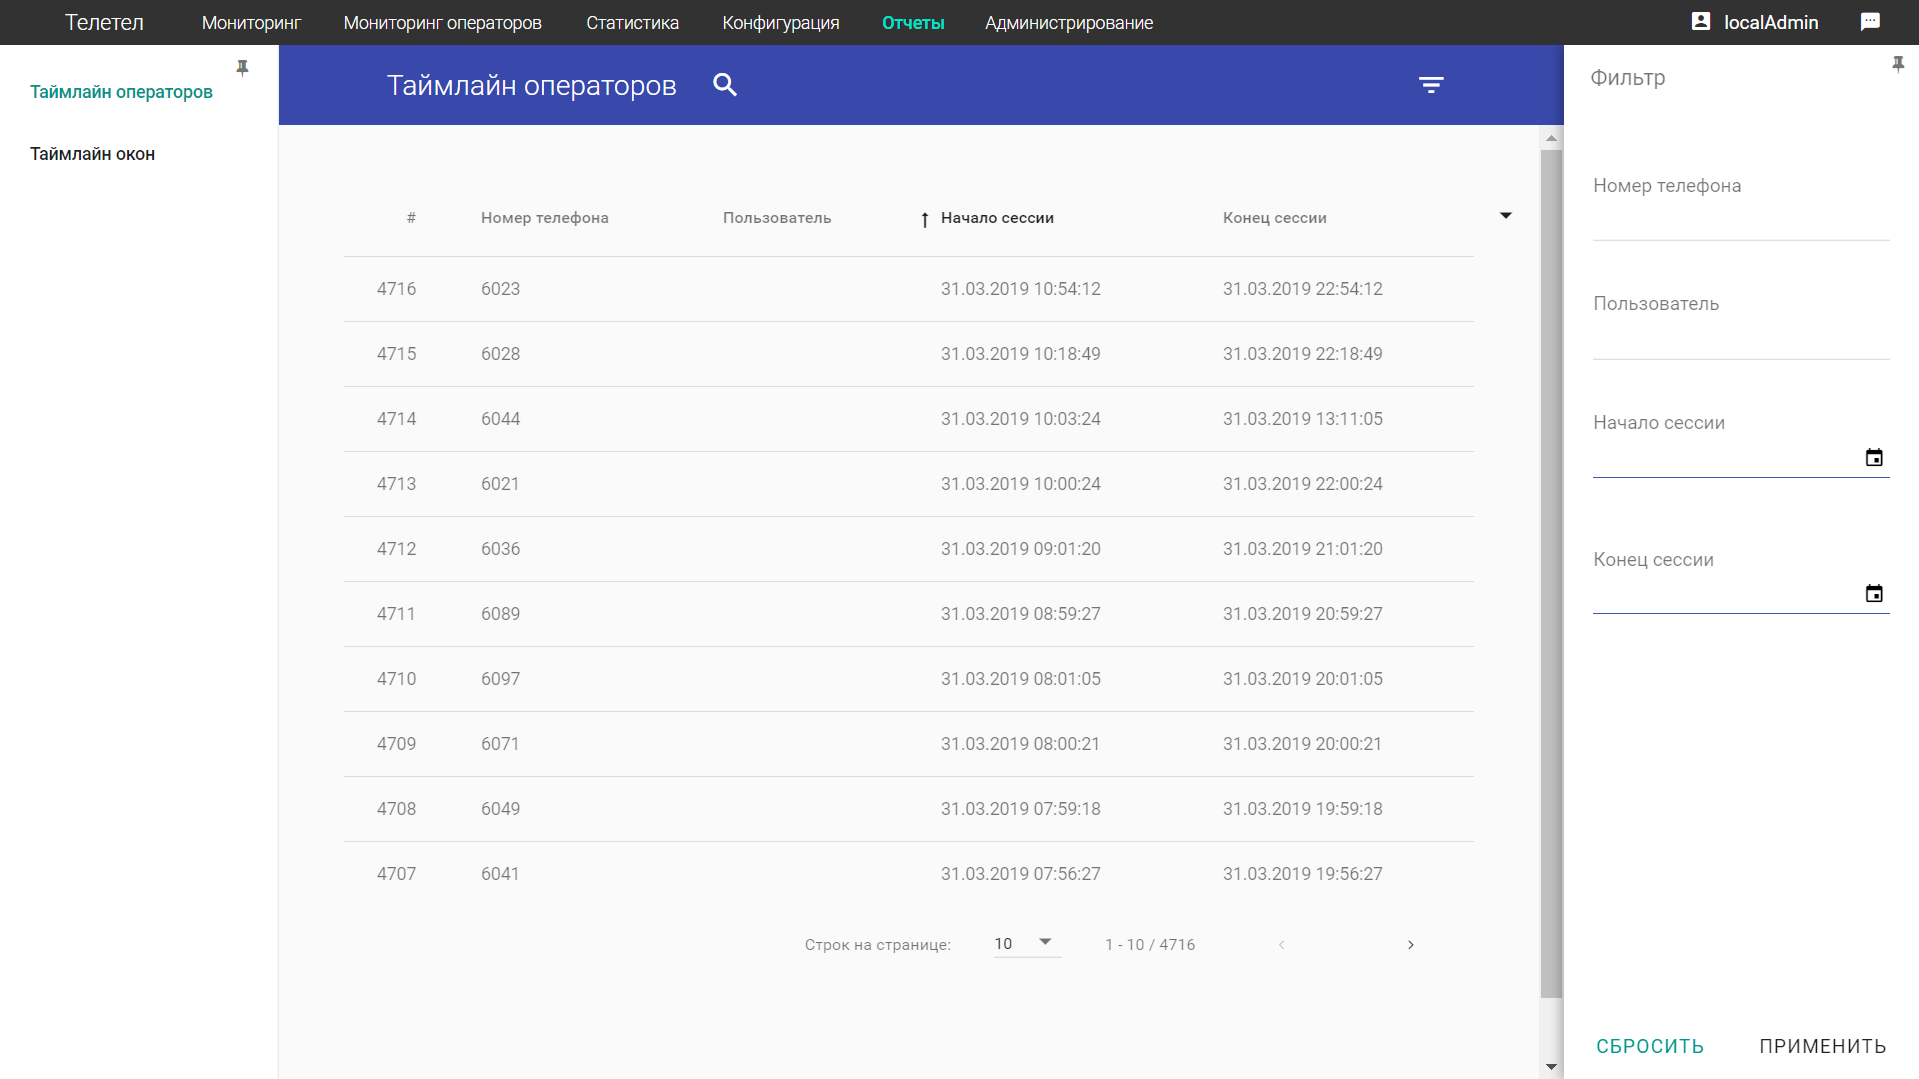 Телетел Мониторинг Мониторинг операторов Статистика Конфигурация Отчеты Администрирование localAdmin
Таймлайн операторов
Таймлайн окон
Таймлайн операторов
# Номер телефона Пользователь Начало сессии Конец сессии
4716 6023 31.03.2019 10:54:12 31.03.2019 22:54:12
4715 6028 31.03.2019 10:18:49 31.03.2019 22:18:49
4714 6044 31.03.2019 10:03:24 31.03.2019 13:11:05
4713 6021 31.03.2019 10:00:24 31.03.2019 22:00:24
4712 6036 31.03.2019 09:01:20 31.03.2019 21:01:20
4711 6089 31.03.2019 08:59:27 31.03.2019 20:59:27
4710 6097 31.03.2019 08:01:05 31.03.2019 20:01:05
4709 6071 31.03.2019 08:00:21 31.03.2019 20:00:21
4708 6049 31.03.2019 07:59:18 31.03.2019 19:59:18
4707 6041 31.03.2019 07:56:27 31.03.2019 19:56:27
Строк на странице: 10 1 - 10 / 4716
Фильтр
Номер телефона
Пользователь
Начало сессии
Конец сессии
СБРОСИТЬ ПРИМЕНИТЬ